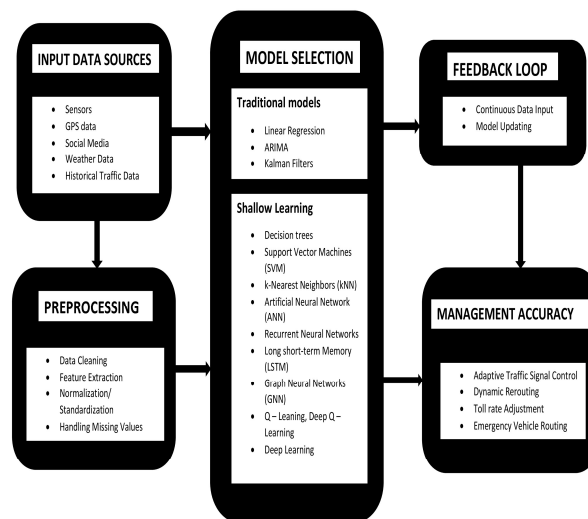 INPUT DATA SOURCES
• Sensors
• GPS data
• Social Media
• Weather Data
• Historical Traffic Data
PREPROCESSING
• Data Cleaning
• Feature Extraction
• Normalization/
Standardization
• Handling Missing Values
MODEL SELECTION
Traditional models
• Linear Regression
• ARIMA
• Kalman Filters
Shallow Learning
• Decision trees
• Support Vector Machines
(SVM)
• k-Nearest Neighbors (kNN)
• Artificial Neural Network
(ANN)
• Recurrent Neural Networks
• Long short-term Memory
(LSTM)
• Graph Neural Networks
(GNN)
• Q – Leaning, Deep Q –
Learning
• Deep Learning
FEEDBACK LOOP
• Continuous Data Input
• Model Updating
MANAGEMENT ACCURACY
• Adaptive Traffic Signal Control
• Dynamic Rerouting
• Toll rate Adjustment
• Emergency Vehicle Routing